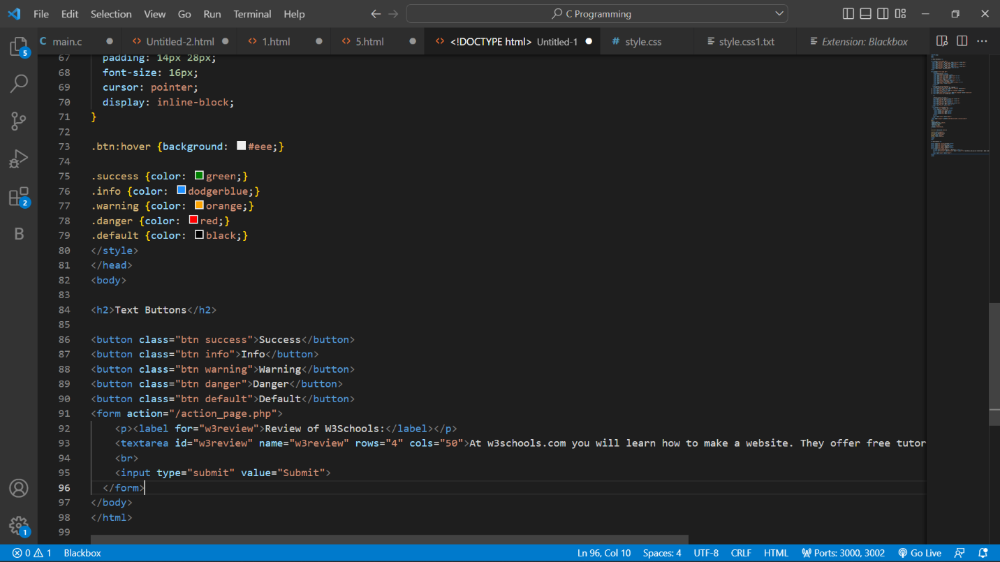 File Edit Selection View Go Run Terminal Help C Programming
main.c Untitled-2.html 1.html 5.html <!DOCTYPE html> Untitled-1 style.css style.css1.txt Extension: Blackbox
5
2
B
1
67 padding: 14px 28px;
68 font-size: 16px;
69 cursor: pointer;
70 display: inline-block;
71 }
72
73 .btn:hover {background: #eee;}
74
75 .success {color: green;}
76 .info {color: dodgerblue;}
77 .warning {color: orange;}
78 .danger {color: red;}
79 .default {color: black;}
80 </style>
81 </head>
82 <body>
83
84 <h2>Text Buttons</h2>
85
86 <button class="btn success">Success</button>
87 <button class="btn info">Info</button>
88 <button class="btn warning">Warning</button>
89 <button class="btn danger">Danger</button>
90 <button class="btn default">Default</button>
91 <form action="/action_page.php">
92 <p><label for="w3review">Review of W3Schools:</label></p>
93 <textarea id="w3review" name="w3review" rows="4" cols="50">At w3schools.com you will learn how to make a website. They offer free tutor
94 <br>
95 <input type="submit" value="Submit">
96 </form>
97 </body>
98 </html>
99
0 1 Blackbox Ln 96, Col 10 Spaces: 4 UTF-8 CRLF HTML Ports: 3000, 3002 Go Live